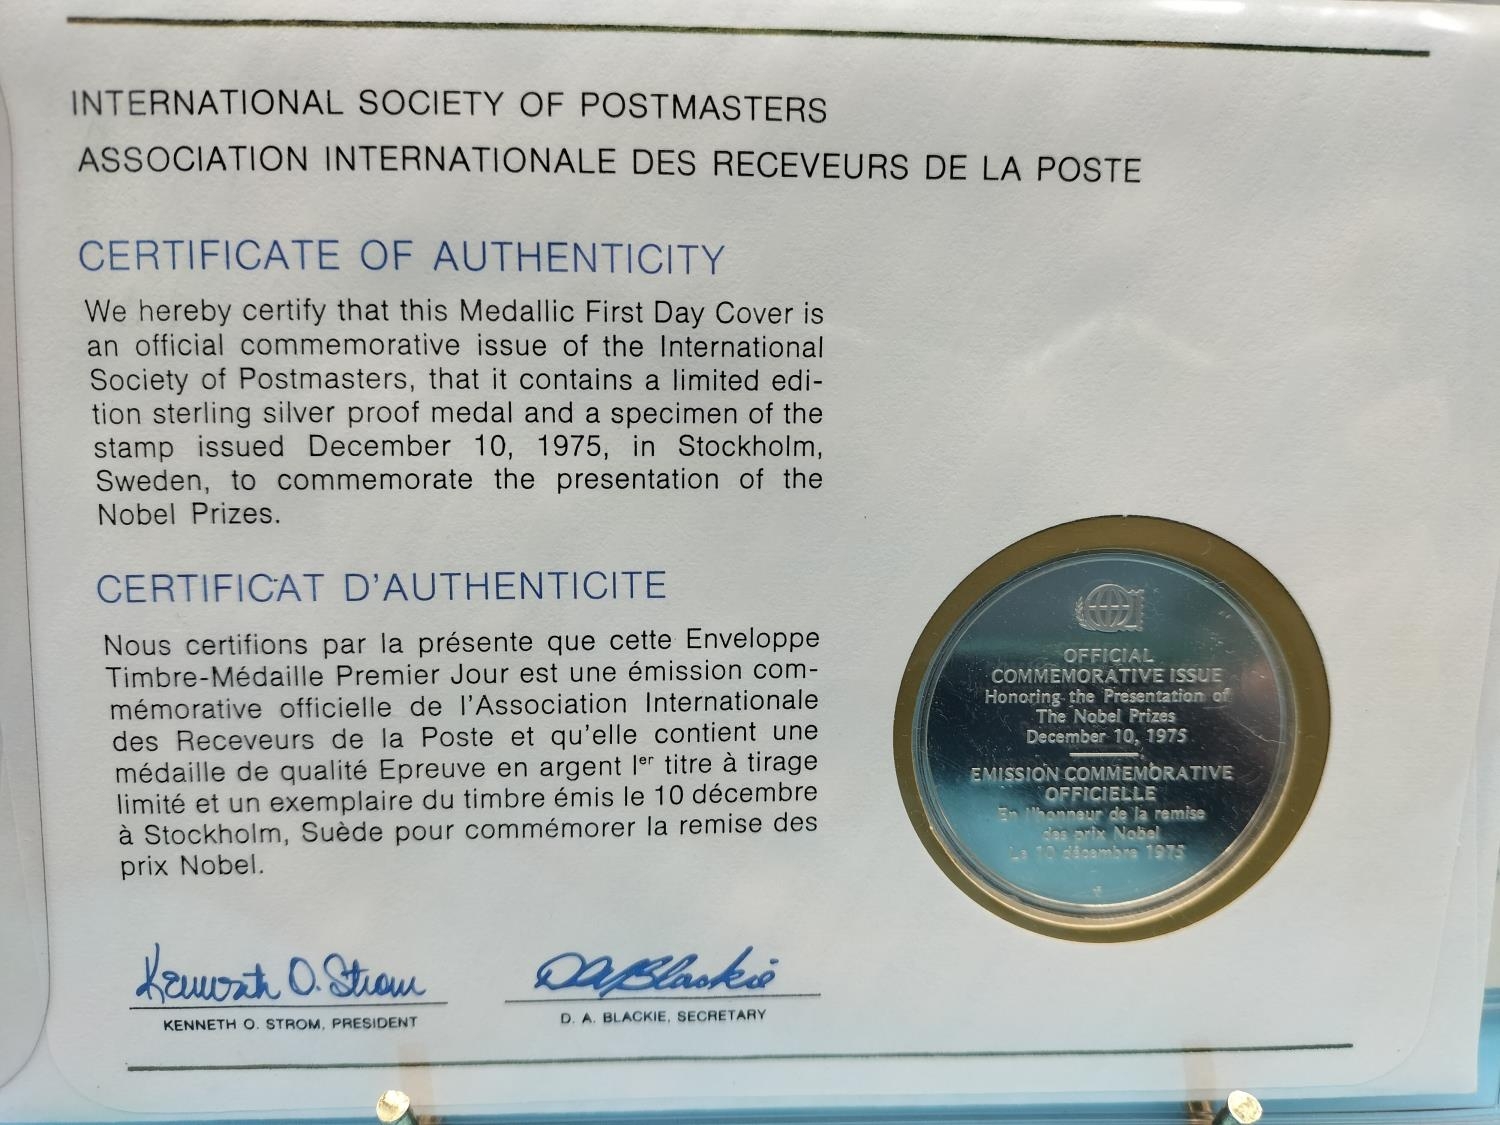 INTERNATIONAL SOCIETY OF POSTMASTERS
ASSOCIATION INTERNATIONALE DES RECEVEURS DE LA POSTE
CERTIFICATE OF AUTHENTICITY
We hereby certify that this Medallic First Day Cover is
an official commemorative issue of the International
Society of Postmasters, that it contains a limited edi-
tion sterling silver proof medal and a specimen of the
stamp issued December 10, 1975, in Stockholm,
Sweden, to commemorate the presentation of the
Nobel Prizes.
CERTIFICAT D'AUTHENTICITE
Nous certifions par la présente que cette Enveloppe
Timbre-Médaille Premier Jour est une émission com-
mémorative officielle de l'Association Internationale
des Receveurs de la Poste et qu'elle contient une
médaille de qualité Epreuve en argent Ier titre à tirage
limité et un exemplaire du timbre émis le 10 décembre
à Stockholm, Suède pour commémorer la remise des
prix Nobel.
Kenneth O. Strom
KENNETH O. STROM, PRESIDENT
D A Blackie
D. A. BLACKIE, SECRETARY
OFFICIAL
COMMEMORATIVE ISSUE
Honoring the Presentation of
The Nobel Prizes
December 10, 1975
EMISSION COMMEMORATIVE
OFFICIELLE
En l'honneur de la remise
des prix Nobel
Le 10 décembre 1975